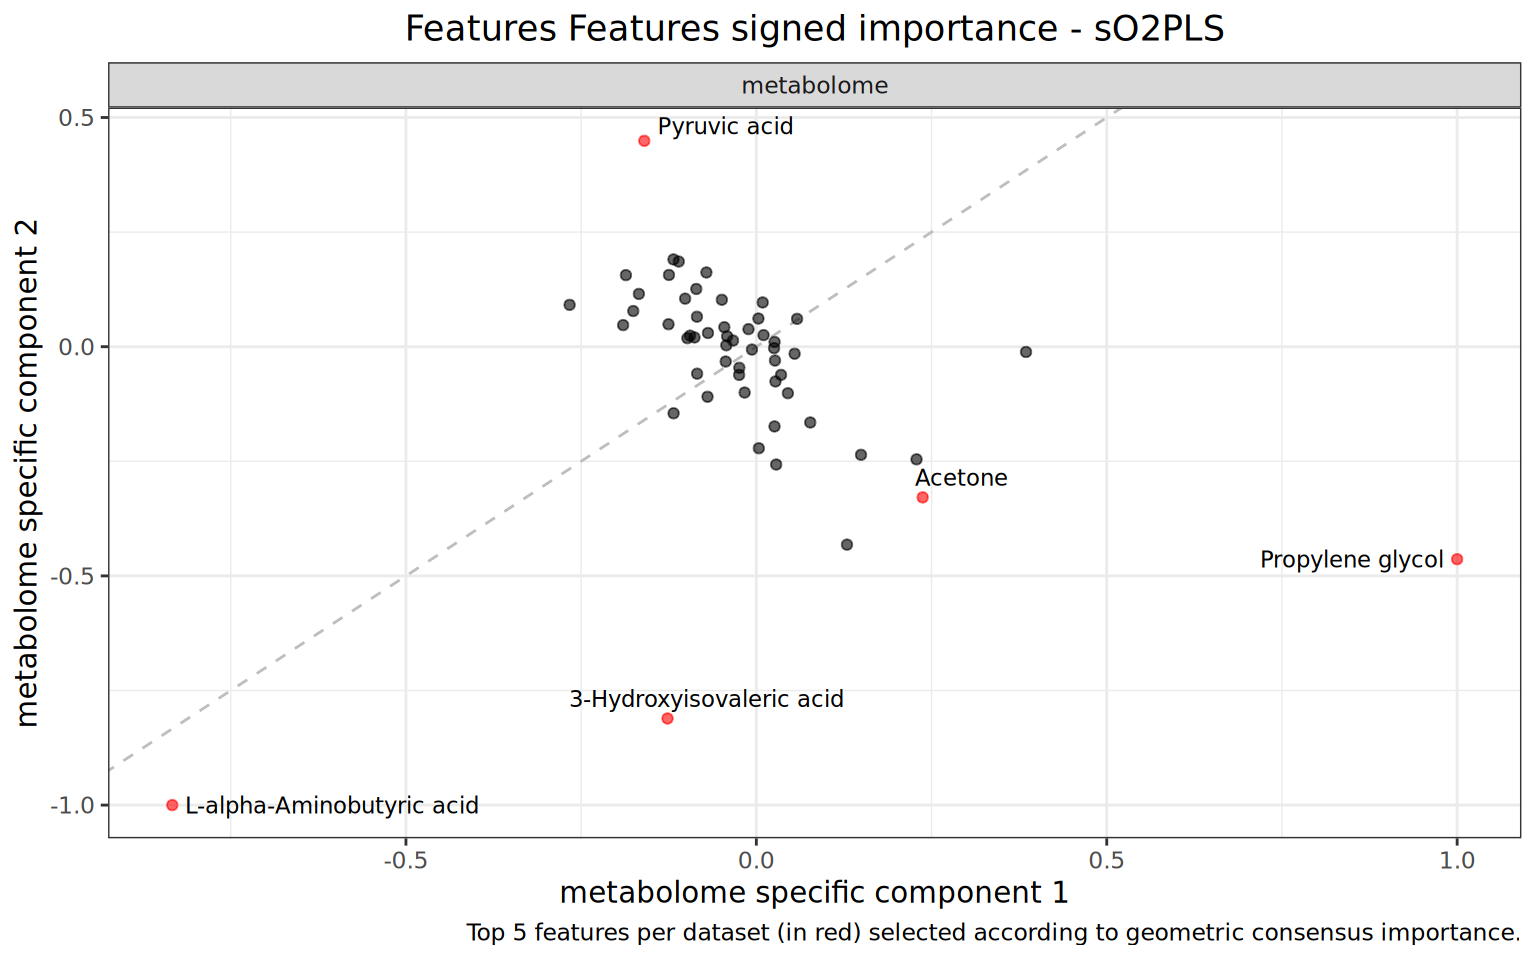 Features Features signed importance - sO2PLS
metabolome
metabolome specific component 2
0.5
0.0
-0.5
-1.0
Pyruvic acid
Acetone
Propylene glycol
3-Hydroxyisovaleric acid
L-alpha-Aminobutyric acid
-0.5
0.0
0.5
1.0
metabolome specific component 1
Top 5 features per dataset (in red) selected according to geometric consensus importance.